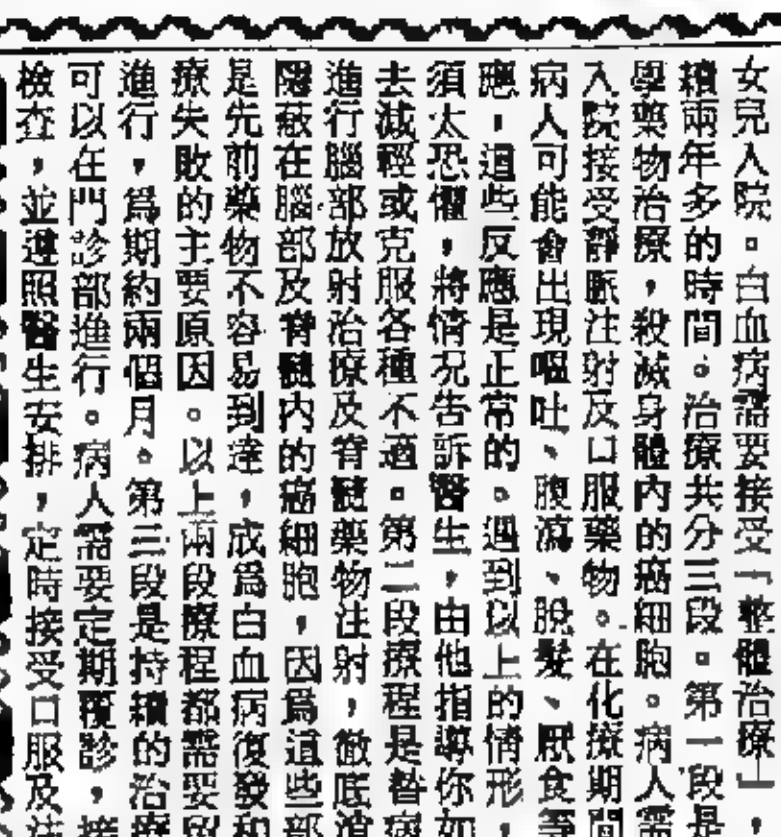 女兒入院。白血病需要接受「整體治療」，
續兩年多的時間。治療共分三段。第一段是
學藥物治療，殺滅身體內的癌細胞。病人需
入院接受靜脈注射及口服藥物。在化療期間
病人可能會出現嘔吐、腹瀉、脫髮、厭食等
應，這些反應是正常的。遇到以上的情形，
須太恐懼，將情況告訴醫生，由他指導你如
去減輕或克服各種不適。第二段療程是替病
進行腦部放射治療及脊髓藥物注射，徹底消
隱蔽在腦部及脊髓內的癌細胞，因爲這些部
是先前藥物不容易到達，成爲白血病復發和
療失敗的主要原因。以上兩段療程都需要留
進行，爲期約兩個月。第三段是持續的治療
可以在門診部進行。病人需要定期覆診，接
檢查，並遵照醫生安排，定時接受口服及注